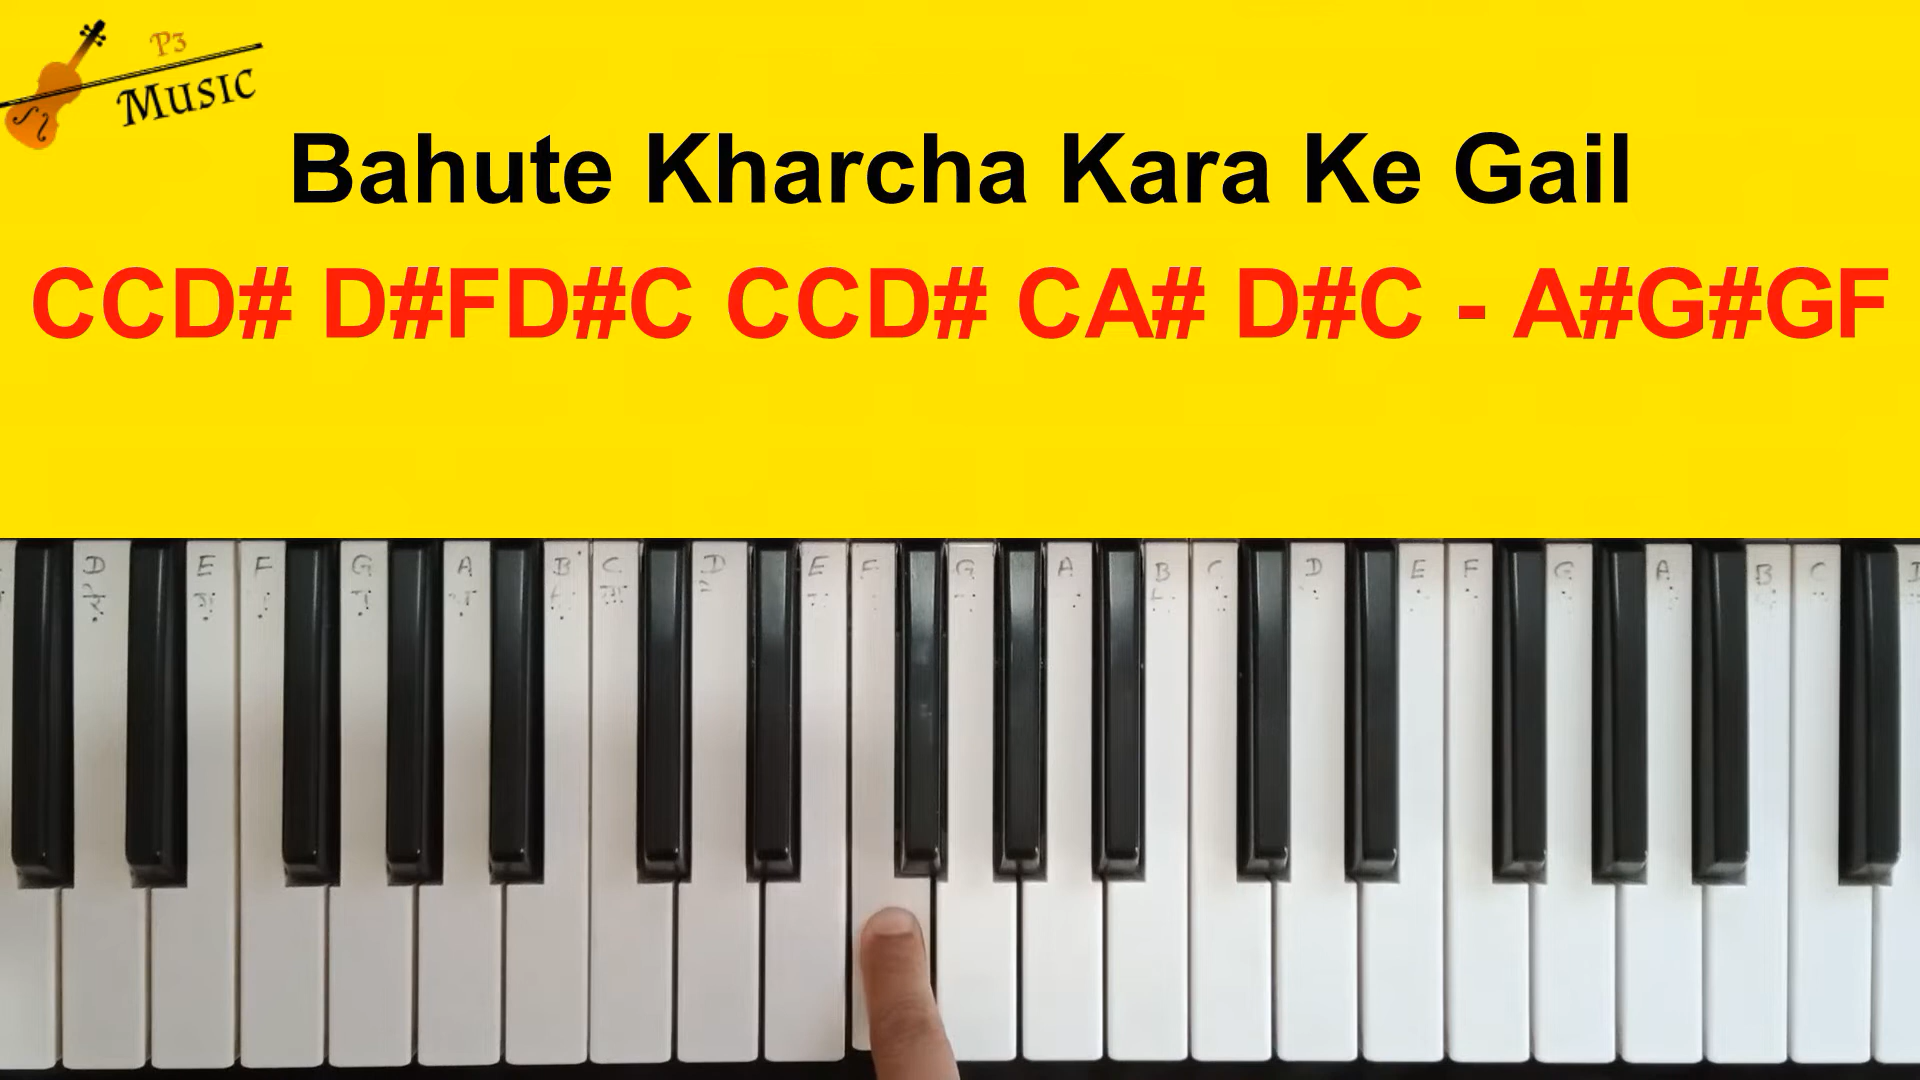 P3
Music
Bahute Kharcha Kara Ke Gail
CCD# D#FD#C CCD# CA# D#C - A#G#GF
D E F G A B C D E F G A B C D E F G A B C D